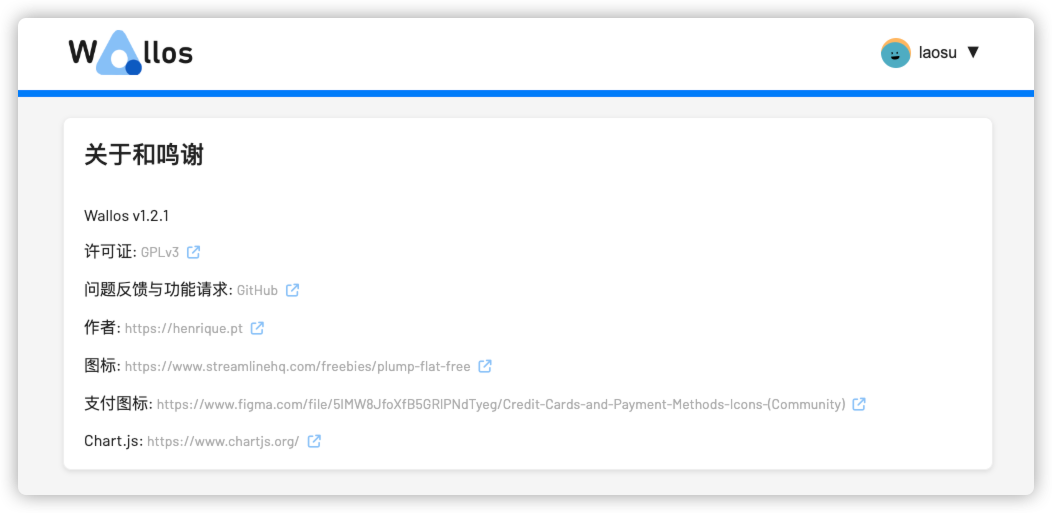 Wallos
laosu ▼
关于和鸣谢
Wallos v1.2.1
许可证: GPLv3
问题反馈与功能请求: GitHub
作者: https://henrique.pt
图标: https://www.streamlinehq.com/freebies/plump-flat-free
支付图标: https://www.figma.com/file/5IMW8JfoXfB5GRlPNdTyeg/Credit-Cards-and-Payment-Methods-Icons-(Community)
Chart.js: https://www.chartjs.org/